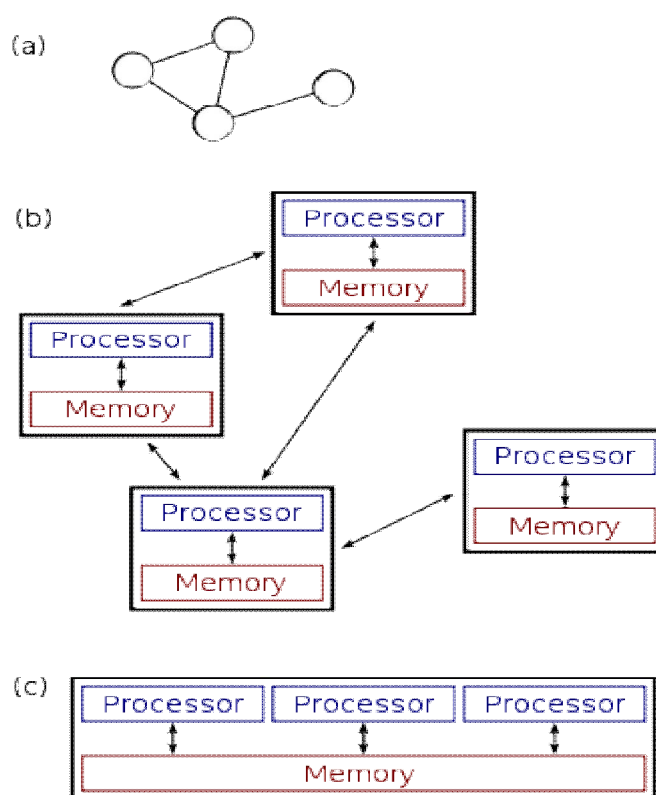 (a)
(b)
Processor
Memory
Processor
Memory
Processor
Memory
Processor
Memory
(c)
Processor Processor Processor
Memory